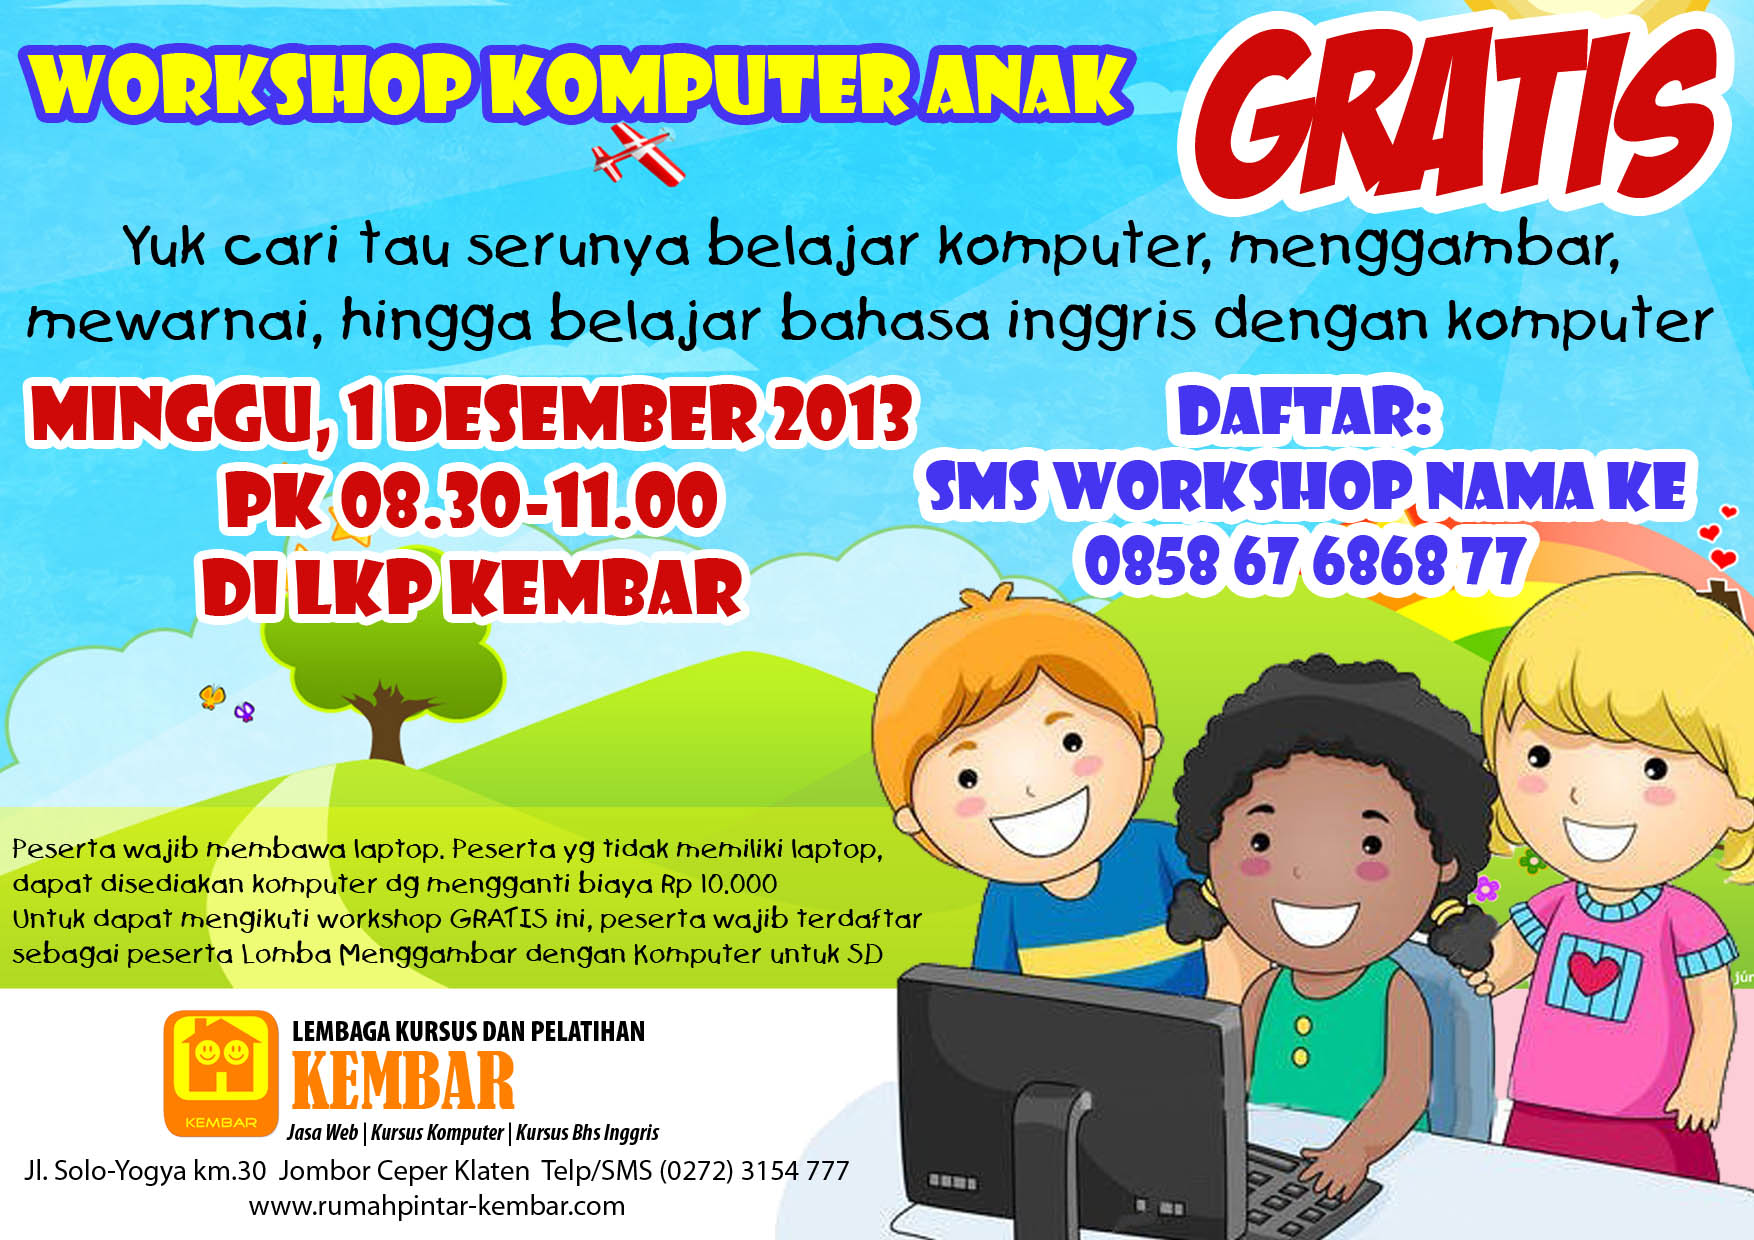 WORKSHOP KOMPUTER ANAK
GRATIS
Yuk cari tau serunya belajar komputer, menggambar,
mewarnai, hingga belajar bahasa inggris dengan komputer
MINGGU, 1 DESEMBER 2013
PK 08.30-11.00
DI LKP KEMBAR
DAFTAR:
SMS WORKSHOP NAMA KE
0858 67 6868 77
Peserta wajib membawa laptop. Peserta yg tidak memiliki laptop,
dapat disediakan komputer dg mengganti biaya Rp 10.000
Untuk dapat mengikuti workshop GRATIS ini, peserta wajib terdaftar
sebagai peserta Lomba Menggambar dengan Komputer untuk SD
KEMBAR
LEMBAGA KURSUS DAN PELATIHAN
KEMBAR
Jasa Web | Kursus Komputer | Kursus Bhs Inggris
Jl. Solo-Yogya km.30 Jombor Ceper Klaten Telp/SMS (0272) 3154 777
www.rumahpintar-kembar.com